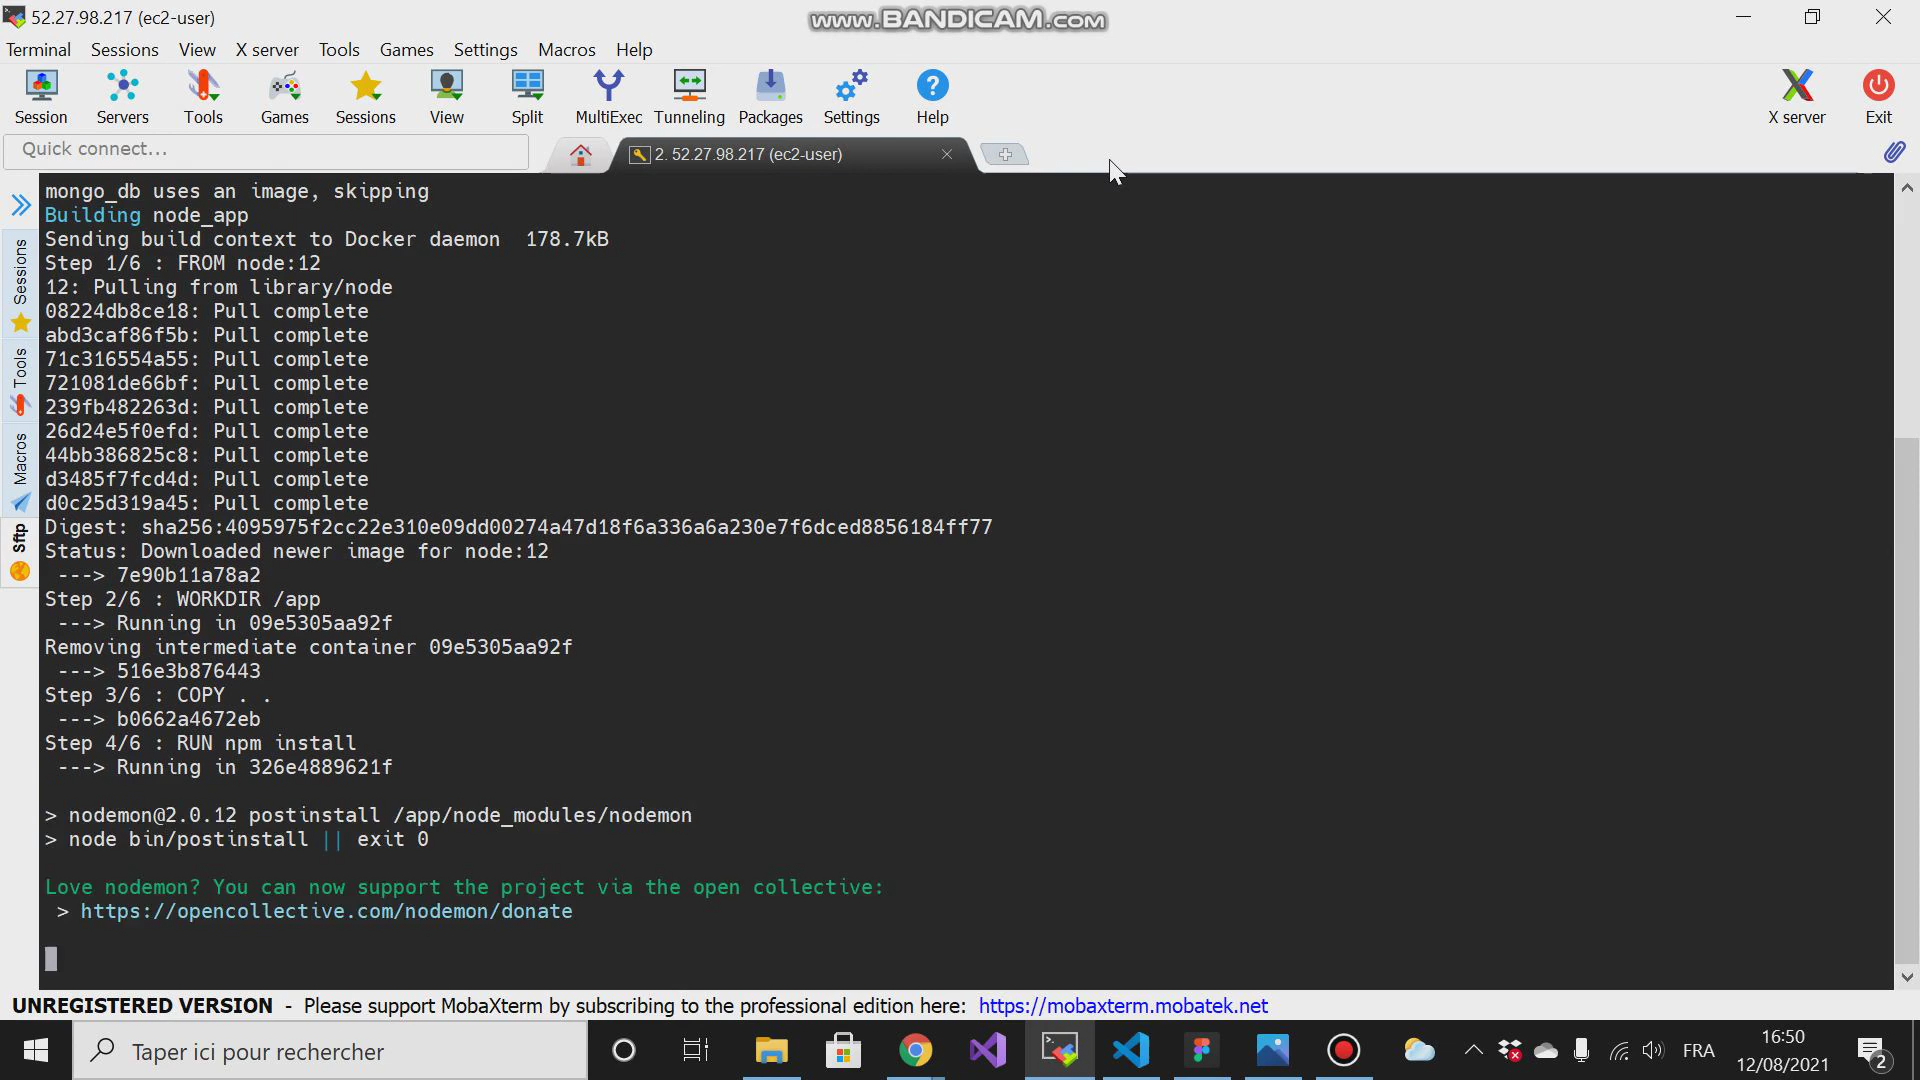 52.27.98.217 (ec2-user)
www.BANDICAM.com
Terminal Sessions View X server Tools Games Settings Macros Help
Session Servers Tools Games Sessions View Split MultiExec Tunneling Packages Settings Help X server Exit
Quick connect...
2. 52.27.98.217 (ec2-user)
Sessions
Tools
Macros
Sftp
mongo_db uses an image, skipping
Building node_app
Sending build context to Docker daemon  178.7kB
Step 1/6 : FROM node:12
12: Pulling from library/node
08224db8ce18: Pull complete
abd3caf86f5b: Pull complete
71c316554a55: Pull complete
721081de66bf: Pull complete
239fb482263d: Pull complete
26d24e5f0efd: Pull complete
44bb386825c8: Pull complete
d3485f7fcd4d: Pull complete
d0c25d319a45: Pull complete
Digest: sha256:4095975f2cc22e310e09dd00274a47d18f6a336a6a230e7f6dced8856184ff77
Status: Downloaded newer image for node:12
---> 7e90b11a78a2
Step 2/6 : WORKDIR /app
---> Running in 09e5305aa92f
Removing intermediate container 09e5305aa92f
---> 516e3b876443
Step 3/6 : COPY . .
---> b0662a4672eb
Step 4/6 : RUN npm install
---> Running in 326e4889621f
> nodemon@2.0.12 postinstall /app/node_modules/nodemon
> node bin/postinstall || exit 0
Love nodemon? You can now support the project via the open collective:
> https://opencollective.com/nodemon/donate
UNREGISTERED VERSION - Please support MobaXterm by subscribing to the professional edition here: https://mobaxterm.mobatek.net
Taper ici pour rechercher
FRA
16:50
12/08/2021
2